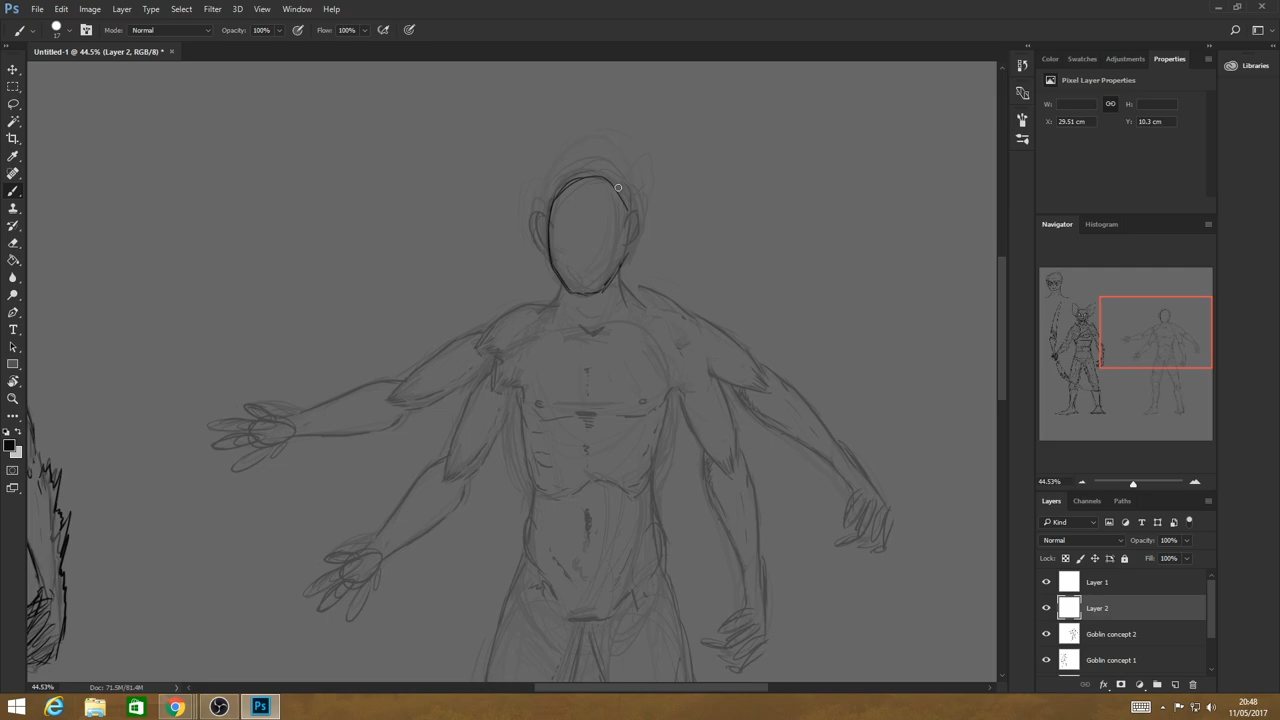 Ps File Edit Image Layer Type Select Filter 3D View Window Help
17 Mode: Normal Opacity: 100% Flow: 100%
Untitled-1 @ 44.5% (Layer 2, RGB/8) *
Color Swatches Adjustments Properties
Libraries
Pixel Layer Properties
W: H:
X: 29.51 cm Y: 10.3 cm
Navigator Histogram
44.53%
Layers Channels Paths
Kind
Normal Opacity: 100%
Lock: Fill: 100%
Layer 1
Layer 2
Goblin concept 2
Goblin concept 1
44.53% Doc: 71.5M/81.4M
Ps
20:48
11/05/2017